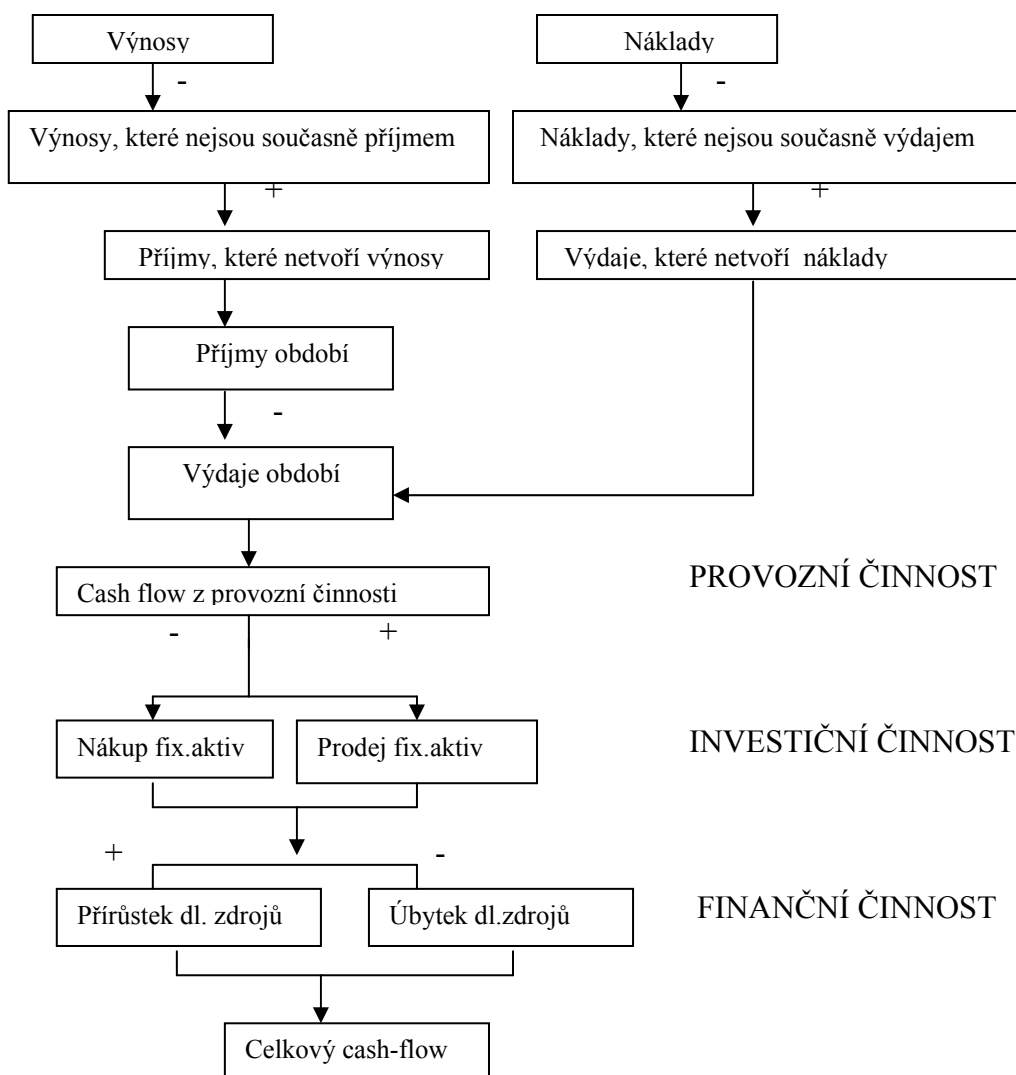 Výnosy
Náklady
-
-
Výnosy, které nejsou současně příjmem
Náklady, které nejsou současně výdajem
+
+
Příjmy, které netvoří výnosy
Výdaje, které netvoří náklady
Příjmy období
-
Výdaje období
Cash flow z provozní činnosti
PROVOZNÍ ČINNOST
-
+
Nákup fix.aktiv
Prodej fix.aktiv
INVESTIČNÍ ČINNOST
+
-
Přírůstek dl. zdrojů
Úbytek dl.zdrojů
FINANČNÍ ČINNOST
Celkový cash-flow